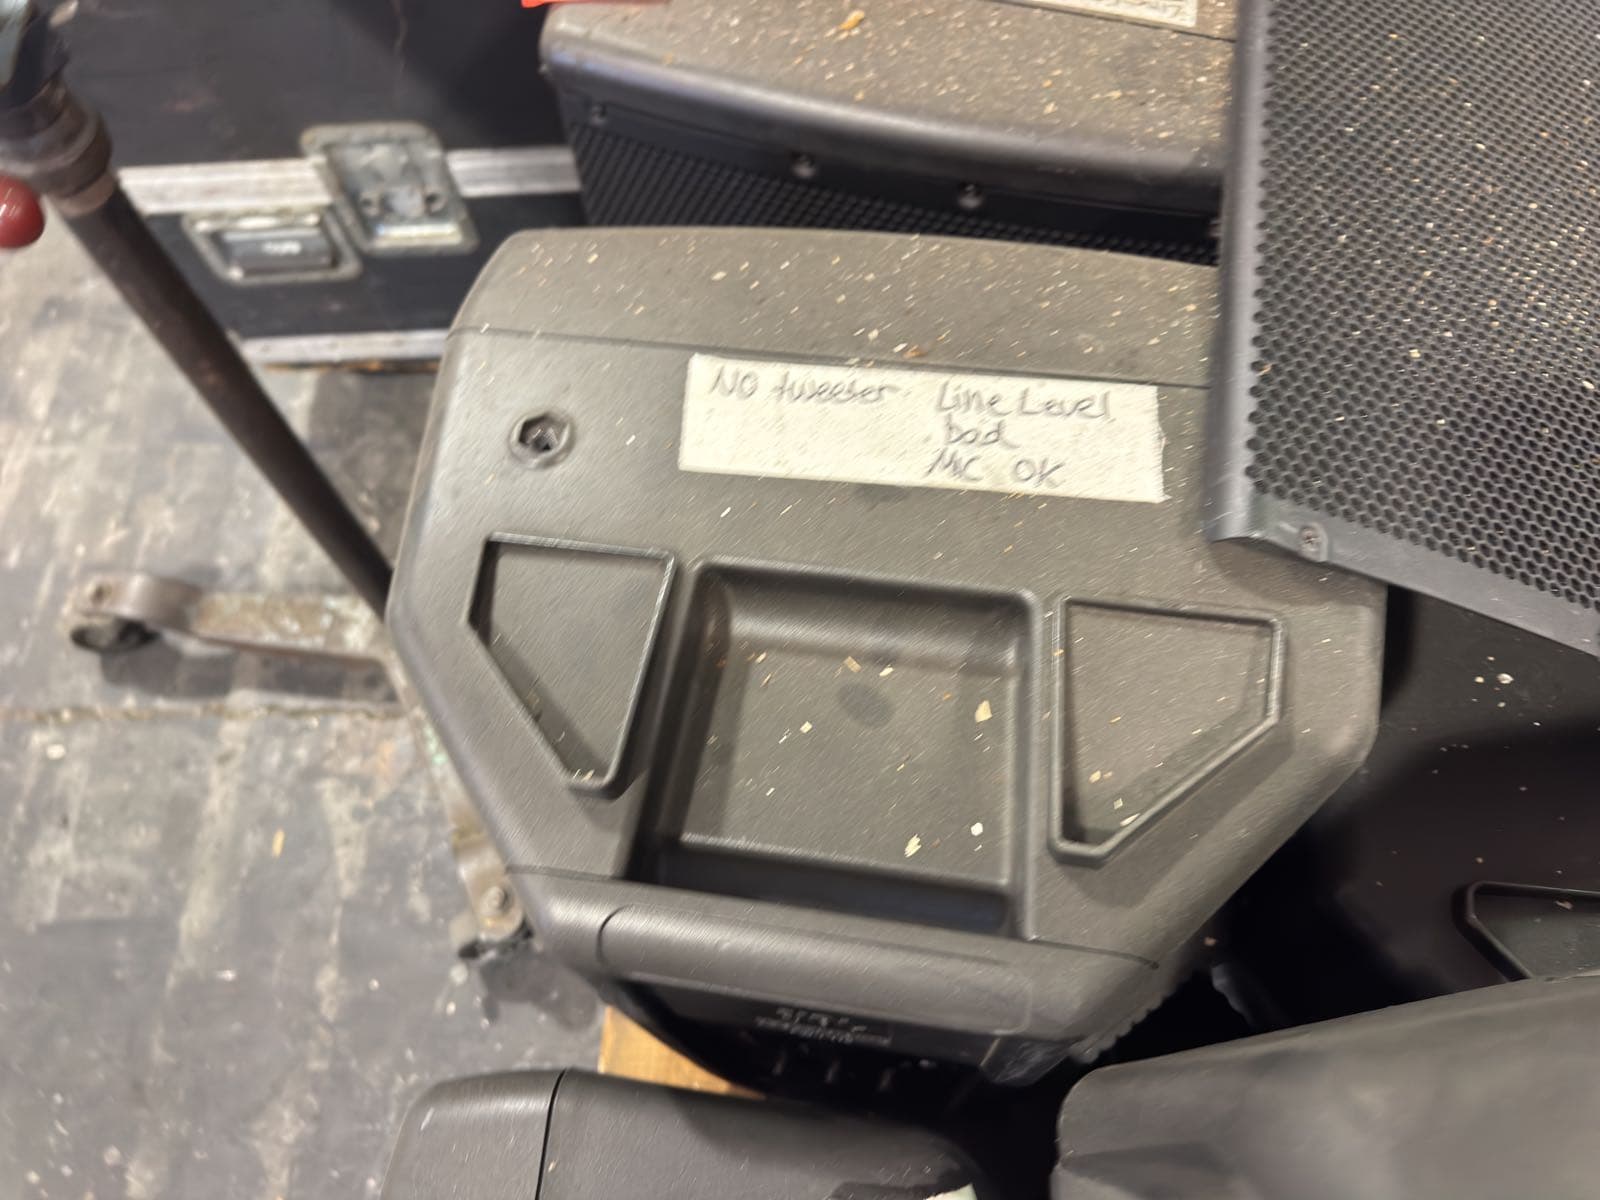 NO tweeter. Line Level
bad
MIC OK